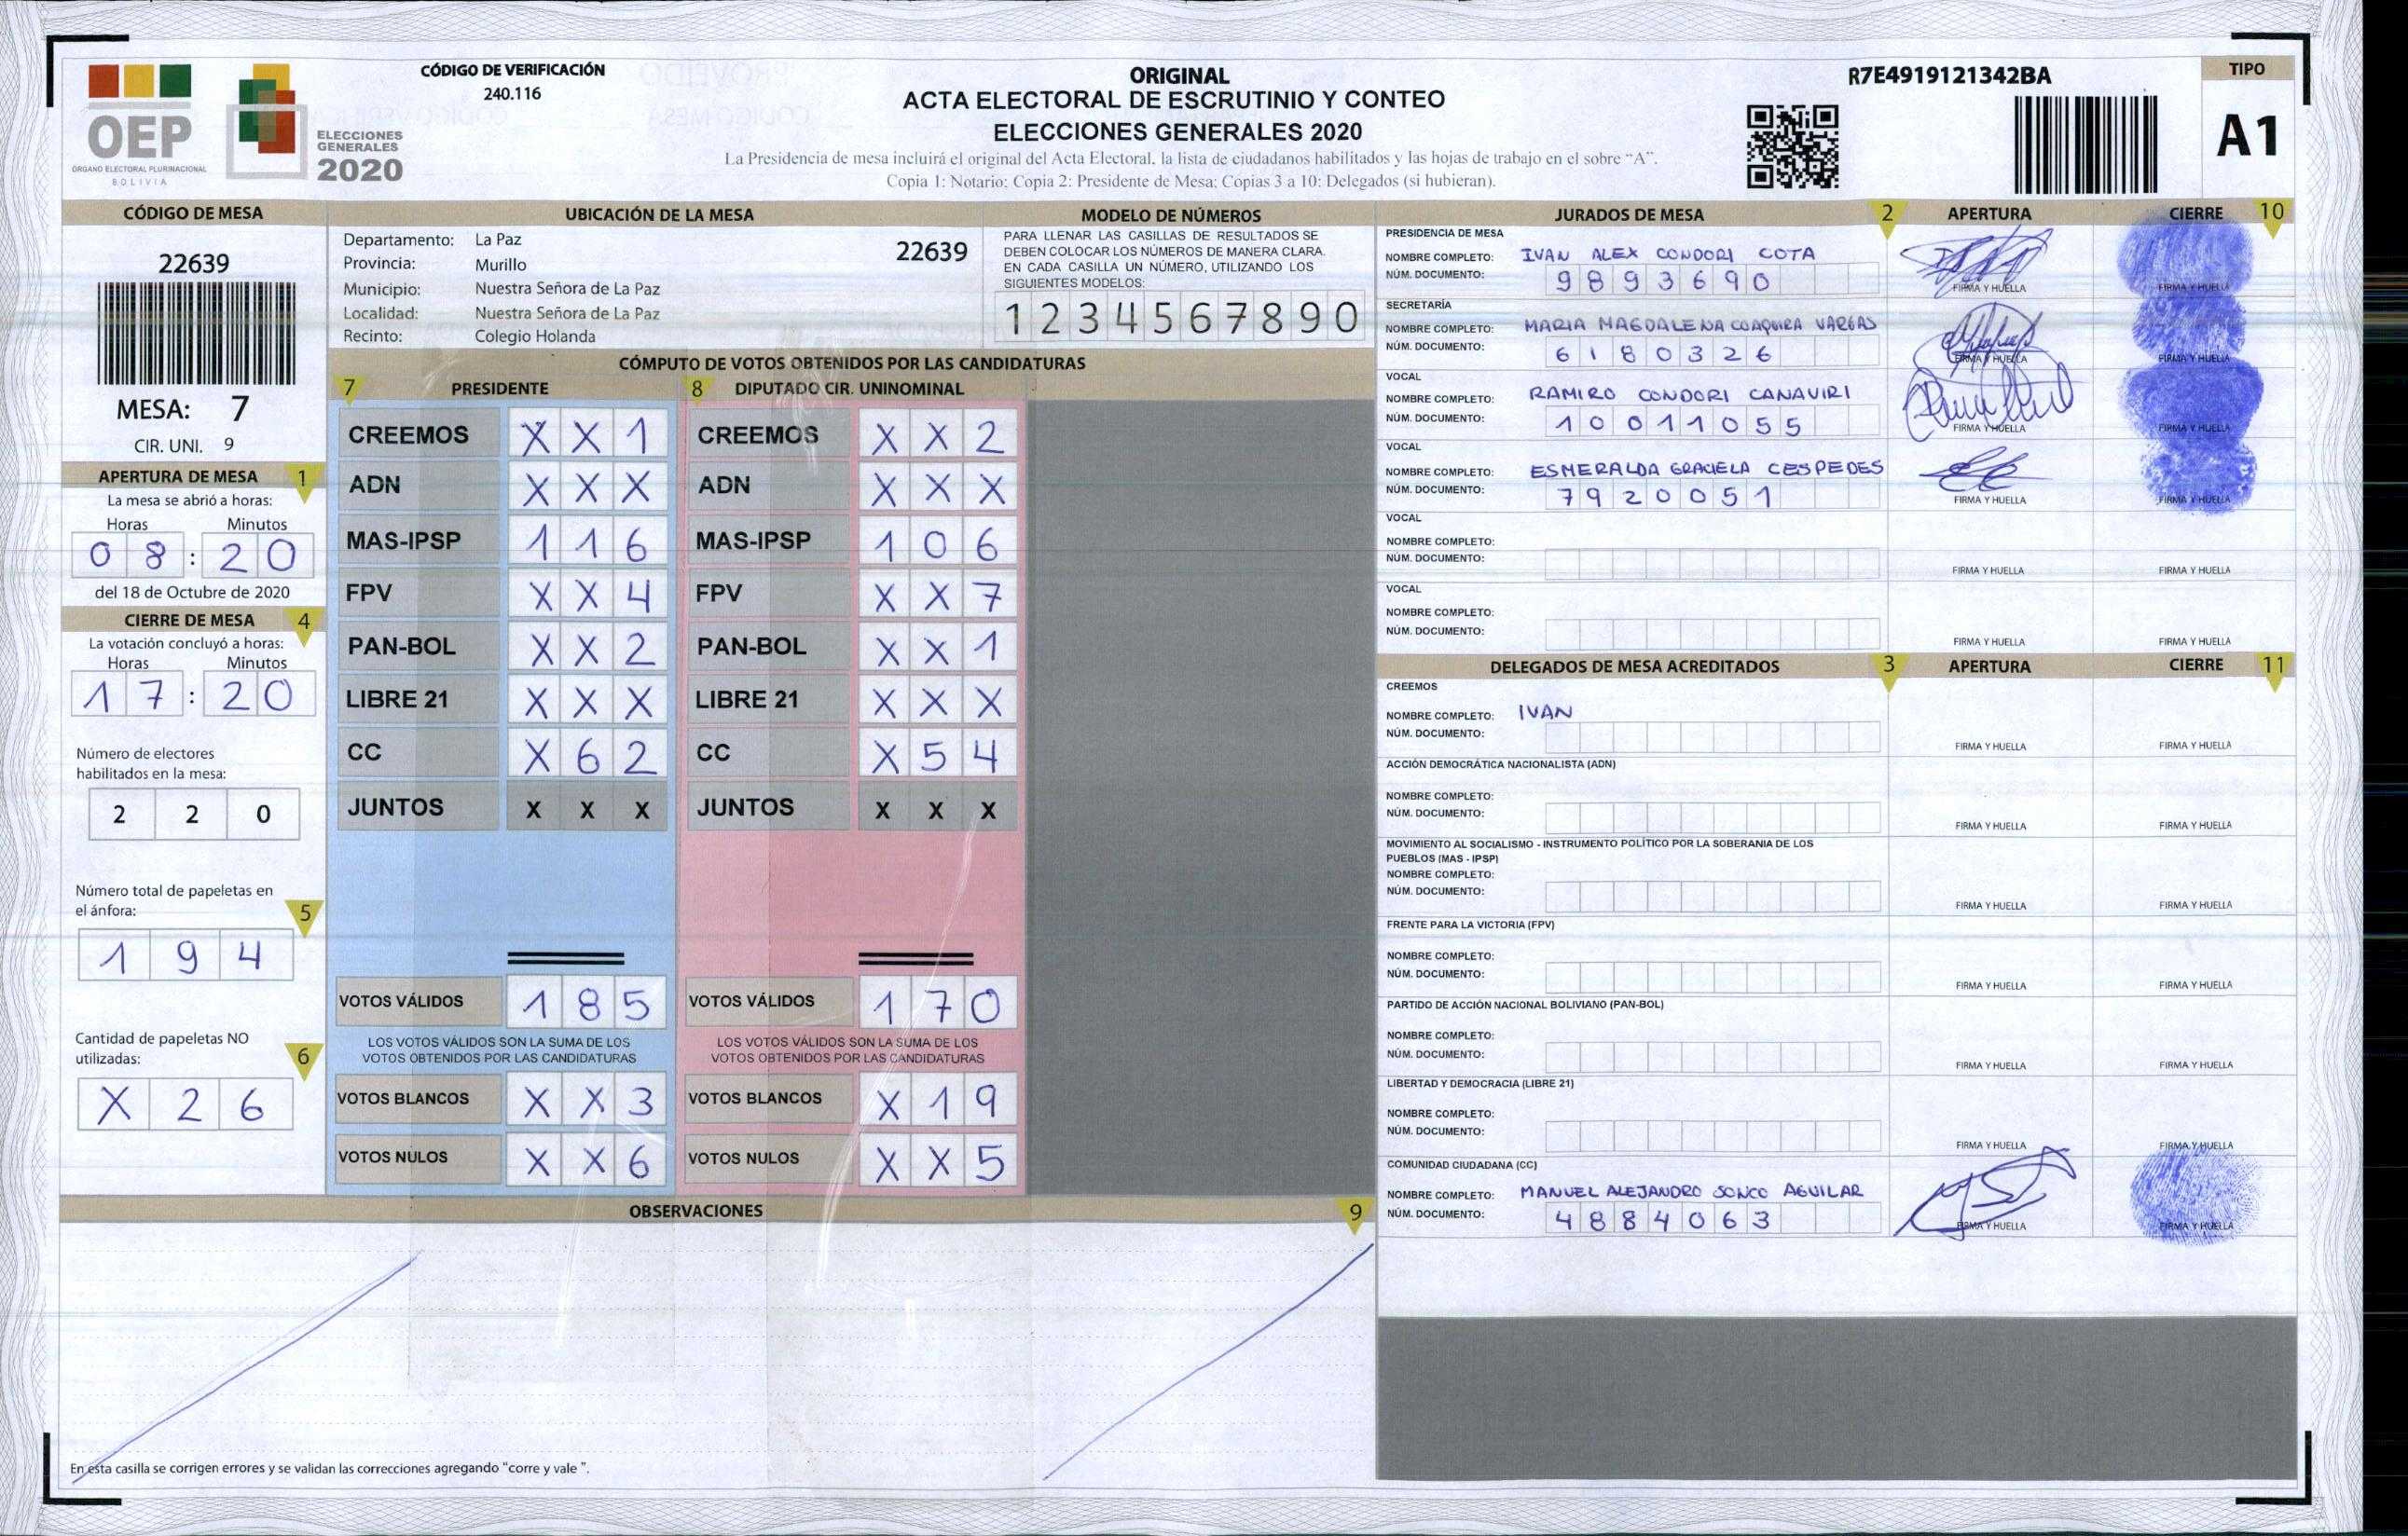 OEP
ÓRGANO ELECTORAL PLURINACIONAL
BOLIVIA
ELECCIONES
GENERALES
2020
CÓDIGO DE VERIFICACIÓN
240.116
ORIGINAL
ACTA ELECTORAL DE ESCRUTINIO Y CONTEO
ELECCIONES GENERALES 2020
La Presidencia de mesa incluirá el original del Acta Electoral, la lista de ciudadanos habilitados y las hojas de trabajo en el sobre “A”.
Copia 1: Notario; Copia 2: Presidente de Mesa; Copias 3 a 10: Delegados (si hubieran).
R7E4919121342BA
TIPO
A1
CÓDIGO DE MESA
22639
MESA: 7
CIR. UNI. 9
APERTURA DE MESA 1
La mesa se abrió a horas:
Horas Minutos
0 8 : 2 0
del 18 de Octubre de 2020
CIERRE DE MESA 4
La votación concluyó a horas:
Horas Minutos
1 7 : 2 0
Número de electores
habilitados en la mesa:
2 2 0
Número total de papeletas en
el ánfora: 5
1 9 4
Cantidad de papeletas NO
utilizadas: 6
X 2 6
UBICACIÓN DE LA MESA
Departamento: La Paz 22639
Provincia: Murillo
Municipio: Nuestra Señora de La Paz
Localidad: Nuestra Señora de La Paz
Recinto: Colegio Holanda
MODELO DE NÚMEROS
PARA LLENAR LAS CASILLAS DE RESULTADOS SE
DEBEN COLOCAR LOS NÚMEROS DE MANERA CLARA.
EN CADA CASILLA UN NÚMERO, UTILIZANDO LOS
SIGUIENTES MODELOS:
1 2 3 4 5 6 7 8 9 0
CÓMPUTO DE VOTOS OBTENIDOS POR LAS CANDIDATURAS
7 PRESIDENTE 8 DIPUTADO CIR. UNINOMINAL
CREEMOS X X 1 CREEMOS X X 2
ADN X X X ADN X X X
MAS-IPSP 1 1 6 MAS-IPSP 1 0 6
FPV X X 4 FPV X X 7
PAN-BOL X X 2 PAN-BOL X X 1
LIBRE 21 X X X LIBRE 21 X X X
CC X 6 2 CC X 5 4
JUNTOS X X X JUNTOS X X X
VOTOS VÁLIDOS 1 8 5 VOTOS VÁLIDOS 1 7 0
LOS VOTOS VÁLIDOS SON LA SUMA DE LOS LOS VOTOS VÁLIDOS SON LA SUMA DE LOS
VOTOS OBTENIDOS POR LAS CANDIDATURAS VOTOS OBTENIDOS POR LAS CANDIDATURAS
VOTOS BLANCOS X X 3 VOTOS BLANCOS X 1 9
VOTOS NULOS X X 6 VOTOS NULOS X X 5
OBSERVACIONES 9
En esta casilla se corrigen errores y se validan las correcciones agregando “corre y vale ”.
JURADOS DE MESA 2 APERTURA CIERRE 10
PRESIDENCIA DE MESA
NOMBRE COMPLETO: IVAN ALEX CONDORI COTA
NÚM. DOCUMENTO: 9 8 9 3 6 9 0
FIRMA Y HUELLA FIRMA Y HUELLA
SECRETARÍA
NOMBRE COMPLETO: MARIA MAGDALENA COAQUIRA VARGAS
NÚM. DOCUMENTO: 6 1 8 0 3 2 6
FIRMA Y HUELLA FIRMA Y HUELLA
VOCAL
NOMBRE COMPLETO: RAMIRO CONDORI CANAVIRI
NÚM. DOCUMENTO: 1 0 0 1 1 0 5 5
FIRMA Y HUELLA FIRMA Y HUELLA
VOCAL
NOMBRE COMPLETO: ESMERALDA GRACIELA CESPEDES
NÚM. DOCUMENTO: 7 9 2 0 0 5 1
FIRMA Y HUELLA FIRMA Y HUELLA
VOCAL
NOMBRE COMPLETO:
NÚM. DOCUMENTO:
FIRMA Y HUELLA FIRMA Y HUELLA
VOCAL
NOMBRE COMPLETO:
NÚM. DOCUMENTO:
FIRMA Y HUELLA FIRMA Y HUELLA
DELEGADOS DE MESA ACREDITADOS 3 APERTURA CIERRE 11
CREEMOS
NOMBRE COMPLETO: IVAN
NÚM. DOCUMENTO:
FIRMA Y HUELLA FIRMA Y HUELLA
ACCIÓN DEMOCRÁTICA NACIONALISTA (ADN)
NOMBRE COMPLETO:
NÚM. DOCUMENTO:
FIRMA Y HUELLA FIRMA Y HUELLA
MOVIMIENTO AL SOCIALISMO - INSTRUMENTO POLÍTICO POR LA SOBERANIA DE LOS
PUEBLOS (MAS - IPSP)
NOMBRE COMPLETO:
NÚM. DOCUMENTO:
FIRMA Y HUELLA FIRMA Y HUELLA
FRENTE PARA LA VICTORIA (FPV)
NOMBRE COMPLETO:
NÚM. DOCUMENTO:
FIRMA Y HUELLA FIRMA Y HUELLA
PARTIDO DE ACCIÓN NACIONAL BOLIVIANO (PAN-BOL)
NOMBRE COMPLETO:
NÚM. DOCUMENTO:
FIRMA Y HUELLA FIRMA Y HUELLA
LIBERTAD Y DEMOCRACIA (LIBRE 21)
NOMBRE COMPLETO:
NÚM. DOCUMENTO:
FIRMA Y HUELLA FIRMA Y HUELLA
COMUNIDAD CIUDADANA (CC)
NOMBRE COMPLETO: MANUEL ALEJANDRO SONCO AGUILAR
NÚM. DOCUMENTO: 4 8 8 4 0 6 3
FIRMA Y HUELLA FIRMA Y HUELLA